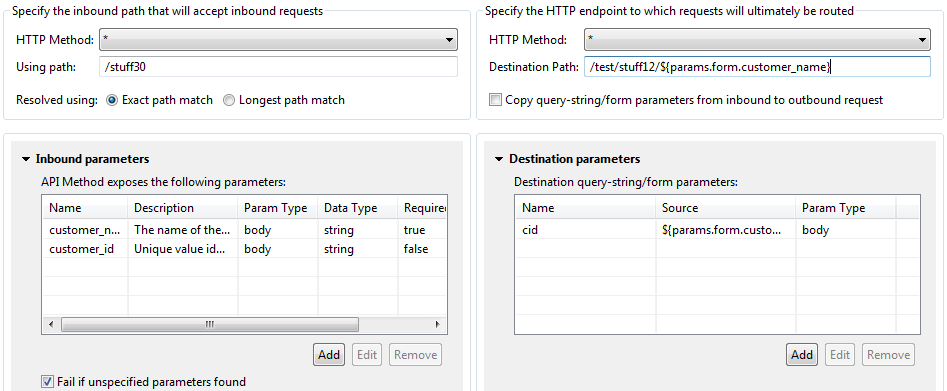 Specify the inbound path that will accept inbound requests
HTTP Method: *
Using path: /stuff30
Resolved using: Exact path match Longest path match
Inbound parameters
API Method exposes the following parameters:
Name Description Param Type Data Type Required
customer_n... The name of the... body string true
customer_id Unique value id... body string false
Add Edit Remove
Fail if unspecified parameters found
Specify the HTTP endpoint to which requests will ultimately be routed
HTTP Method: *
Destination Path: /test/stuff12/${params.form.customer_name}
Copy query-string/form parameters from inbound to outbound request
Destination parameters
Destination query-string/form parameters:
Name Source Param Type
cid ${params.form.custo... body
Add Edit Remove